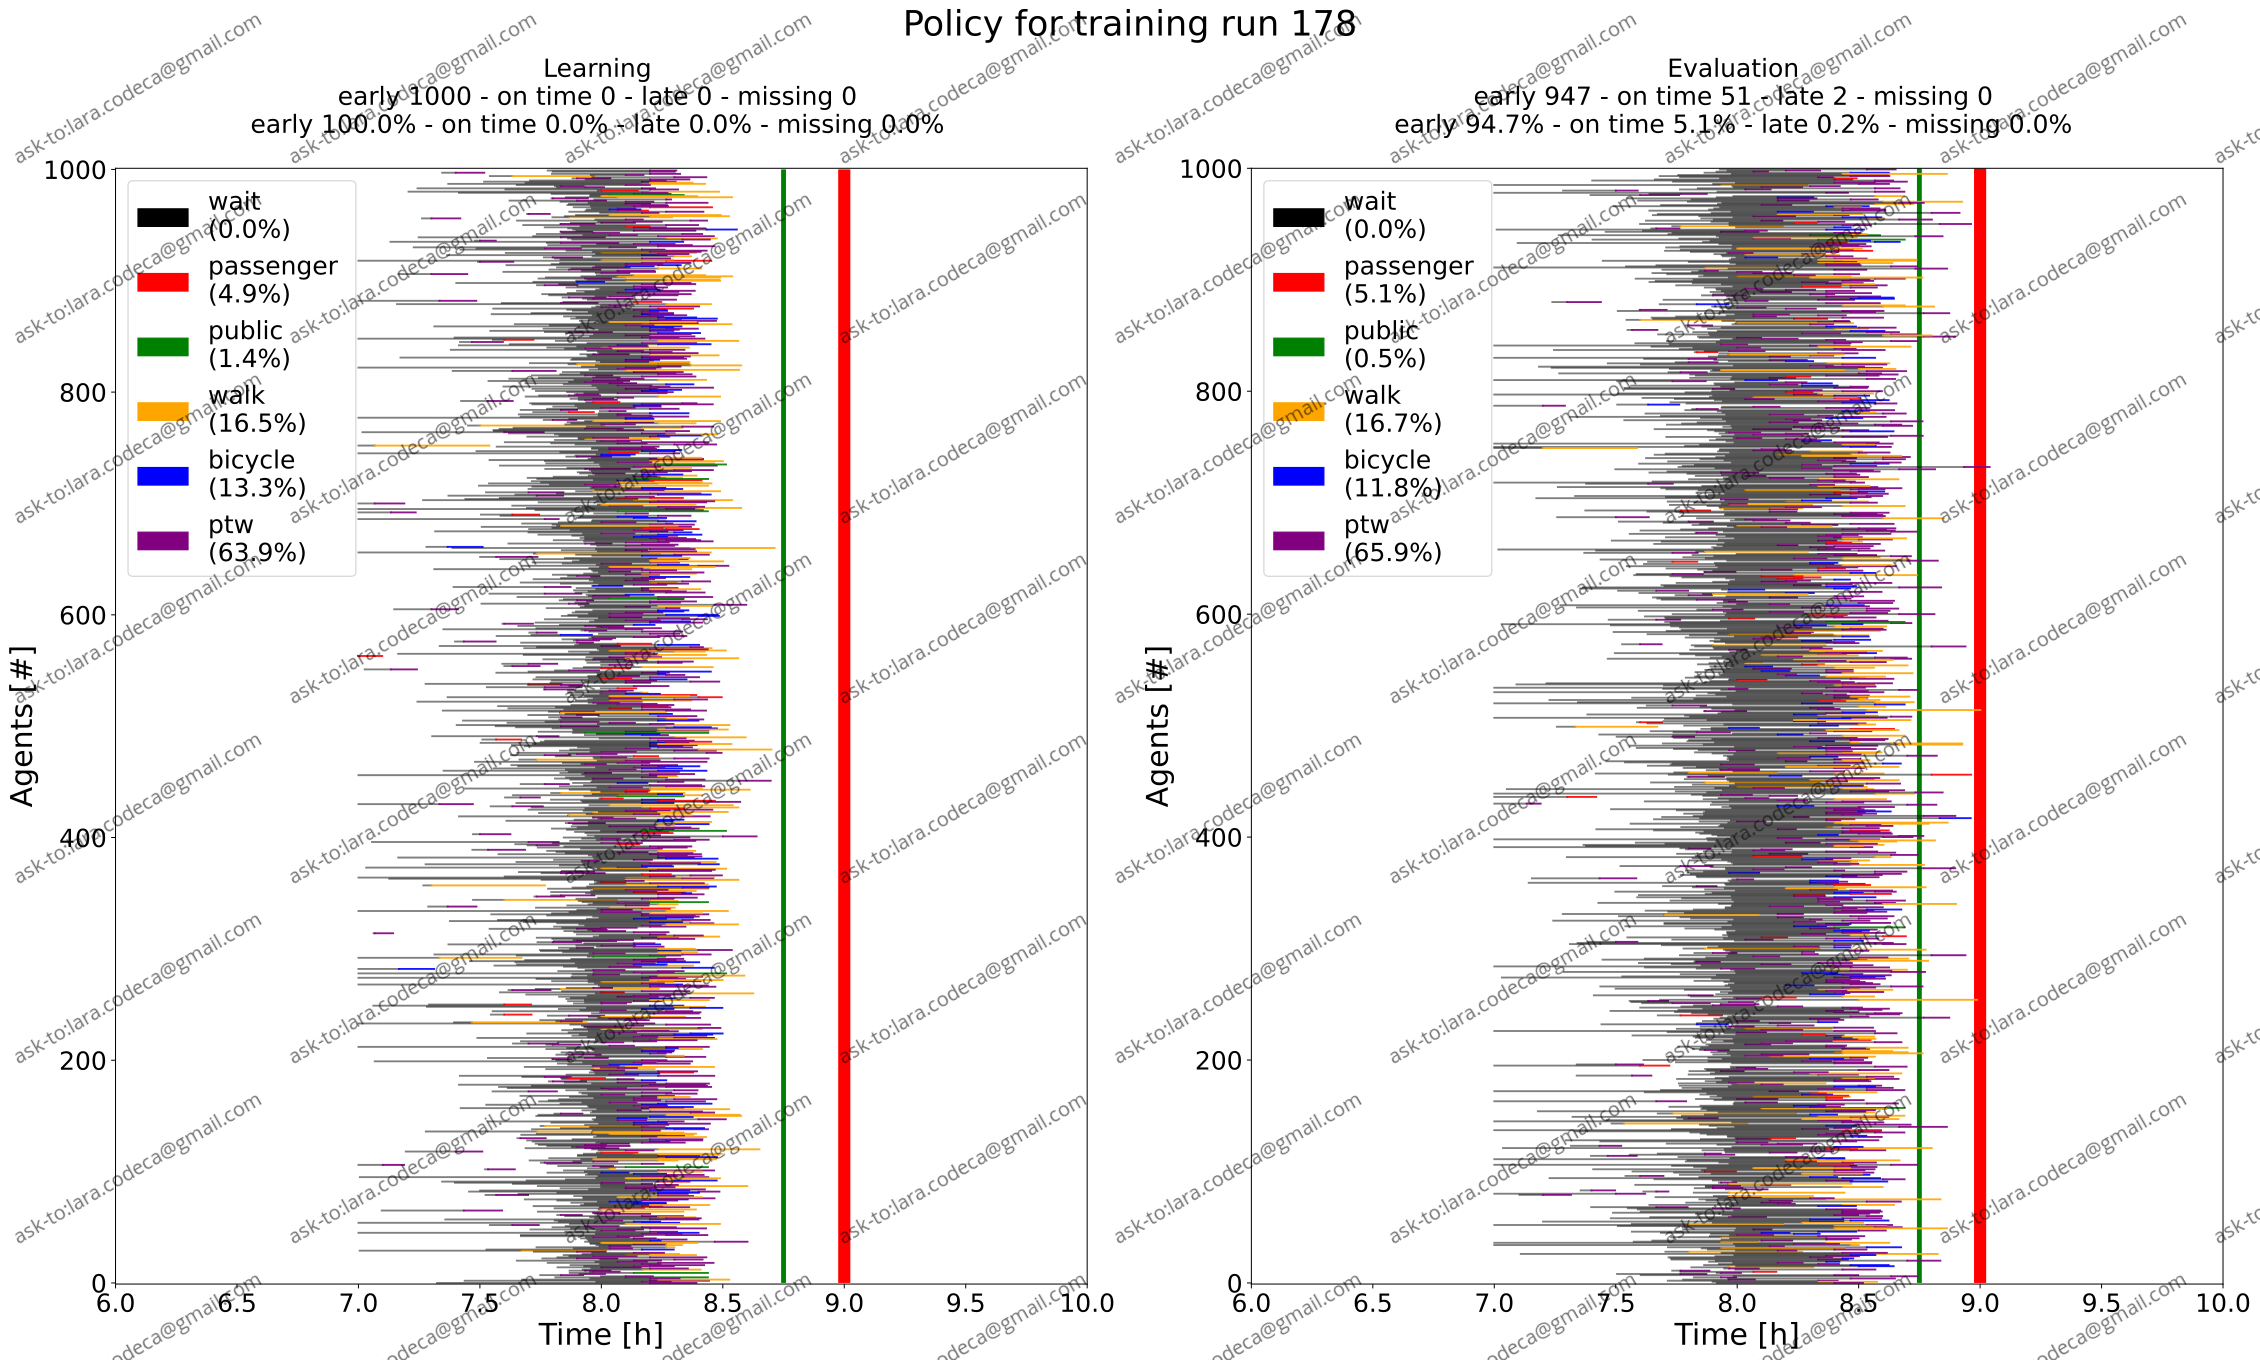 Policy for training run 178
Learning
early 1000 - on time 0 - late 0 - missing 0
early 100.0% - on time 0.0% - late 0.0% - missing 0.0%
1000
800
600
400
200
0
Agents [#]
wait
(0.0%)
passenger
(4.9%)
public
(1.4%)
walk
(16.5%)
bicycle
(13.3%)
ptw
(63.9%)
6.0 6.5 7.0 7.5 8.0 8.5 9.0 9.5 10.0
Time [h]
Evaluation
early 947 - on time 51 - late 2 - missing 0
early 94.7% - on time 5.1% - late 0.2% - missing 0.0%
1000
800
600
400
200
0
Agents [#]
wait
(0.0%)
passenger
(5.1%)
public
(0.5%)
walk
(16.7%)
bicycle
(11.8%)
ptw
(65.9%)
6.0 6.5 7.0 7.5 8.0 8.5 9.0 9.5 10.0
Time [h]
ask-to:lara.codeca@gmail.com